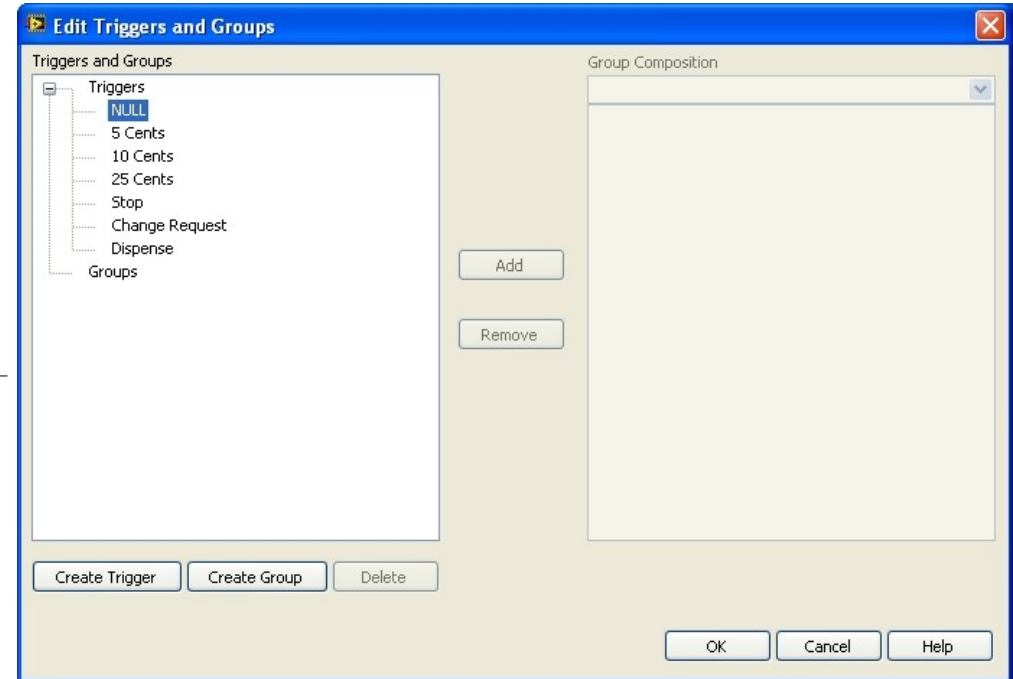 Edit Triggers and Groups
Triggers and Groups
Triggers
NULL
5 Cents
10 Cents
25 Cents
Stop
Change Request
Dispense
Groups
Group Composition
Add
Remove
Create Trigger
Create Group
Delete
OK
Cancel
Help